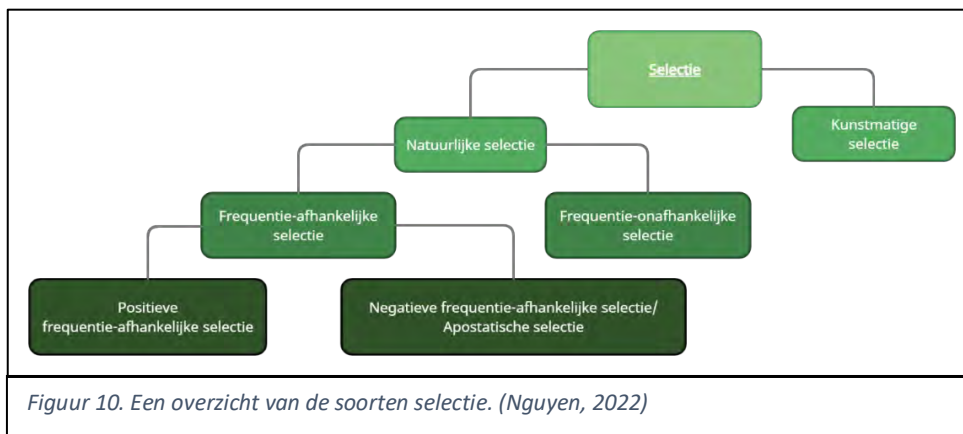 Selectie
Natuurlijke selectie
Kunstmatige
selectie
Frequentie-afhankelijke
selectie
Frequentie-onafhankelijke
selectie
Positieve
frequentie-afhankelijke selectie
Negatieve frequentie-afhankelijke selectie/
Apostatische selectie
Figuur 10. Een overzicht van de soorten selectie. (Nguyen, 2022)